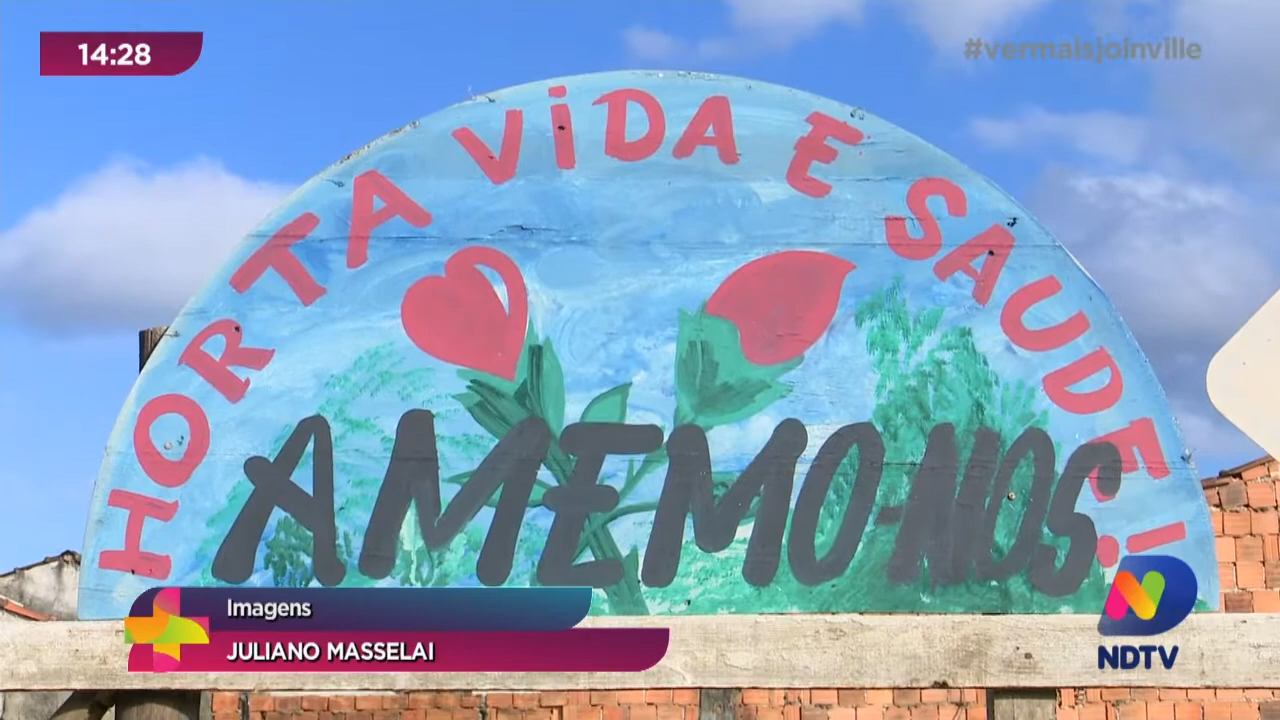 14:28
#vermaisjoinville
HORTA ViDA E SAUDE!
AMEMO-NOS
Imagens
JULIANO MASSELAI
N
NDTV